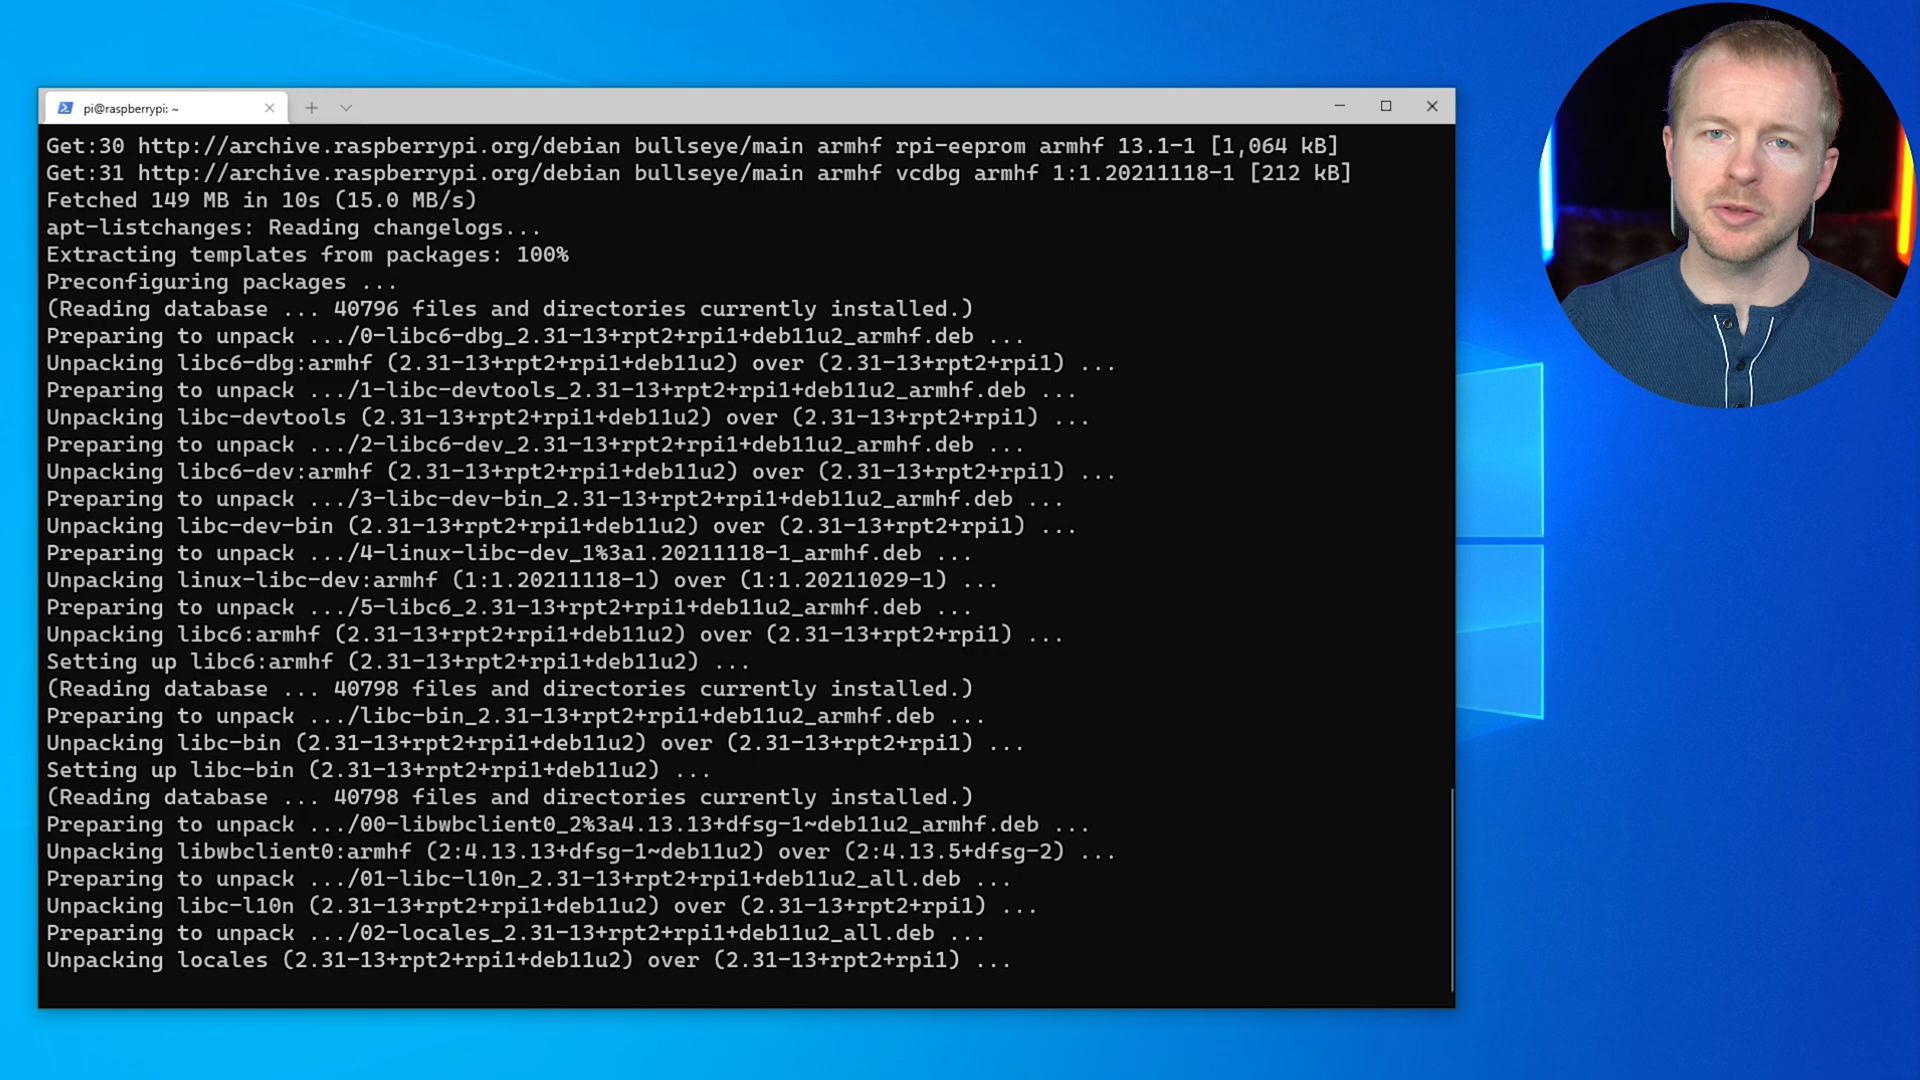 pi@raspberrypi: ~
Get:30 http://archive.raspberrypi.org/debian bullseye/main armhf rpi-eeprom armhf 13.1-1 [1,064 kB]
Get:31 http://archive.raspberrypi.org/debian bullseye/main armhf vcdbg armhf 1:1.20211118-1 [212 kB]
Fetched 149 MB in 10s (15.0 MB/s)
apt-listchanges: Reading changelogs...
Extracting templates from packages: 100%
Preconfiguring packages ...
(Reading database ... 40796 files and directories currently installed.)
Preparing to unpack .../0-libc6-dbg_2.31-13+rpt2+rpi1+deb11u2_armhf.deb ...
Unpacking libc6-dbg:armhf (2.31-13+rpt2+rpi1+deb11u2) over (2.31-13+rpt2+rpi1) ...
Preparing to unpack .../1-libc-devtools_2.31-13+rpt2+rpi1+deb11u2_armhf.deb ...
Unpacking libc-devtools (2.31-13+rpt2+rpi1+deb11u2) over (2.31-13+rpt2+rpi1) ...
Preparing to unpack .../2-libc6-dev_2.31-13+rpt2+rpi1+deb11u2_armhf.deb ...
Unpacking libc6-dev:armhf (2.31-13+rpt2+rpi1+deb11u2) over (2.31-13+rpt2+rpi1) ...
Preparing to unpack .../3-libc-dev-bin_2.31-13+rpt2+rpi1+deb11u2_armhf.deb ...
Unpacking libc-dev-bin (2.31-13+rpt2+rpi1+deb11u2) over (2.31-13+rpt2+rpi1) ...
Preparing to unpack .../4-linux-libc-dev_1%3a1.20211118-1_armhf.deb ...
Unpacking linux-libc-dev:armhf (1:1.20211118-1) over (1:1.20211029-1) ...
Preparing to unpack .../5-libc6_2.31-13+rpt2+rpi1+deb11u2_armhf.deb ...
Unpacking libc6:armhf (2.31-13+rpt2+rpi1+deb11u2) over (2.31-13+rpt2+rpi1) ...
Setting up libc6:armhf (2.31-13+rpt2+rpi1+deb11u2) ...
(Reading database ... 40798 files and directories currently installed.)
Preparing to unpack .../libc-bin_2.31-13+rpt2+rpi1+deb11u2_armhf.deb ...
Unpacking libc-bin (2.31-13+rpt2+rpi1+deb11u2) over (2.31-13+rpt2+rpi1) ...
Setting up libc-bin (2.31-13+rpt2+rpi1+deb11u2) ...
(Reading database ... 40798 files and directories currently installed.)
Preparing to unpack .../00-libwbclient0_2%3a4.13.13+dfsg-1~deb11u2_armhf.deb ...
Unpacking libwbclient0:armhf (2:4.13.13+dfsg-1~deb11u2) over (2:4.13.5+dfsg-2) ...
Preparing to unpack .../01-libc-l10n_2.31-13+rpt2+rpi1+deb11u2_all.deb ...
Unpacking libc-l10n (2.31-13+rpt2+rpi1+deb11u2) over (2.31-13+rpt2+rpi1) ...
Preparing to unpack .../02-locales_2.31-13+rpt2+rpi1+deb11u2_all.deb ...
Unpacking locales (2.31-13+rpt2+rpi1+deb11u2) over (2.31-13+rpt2+rpi1) ...